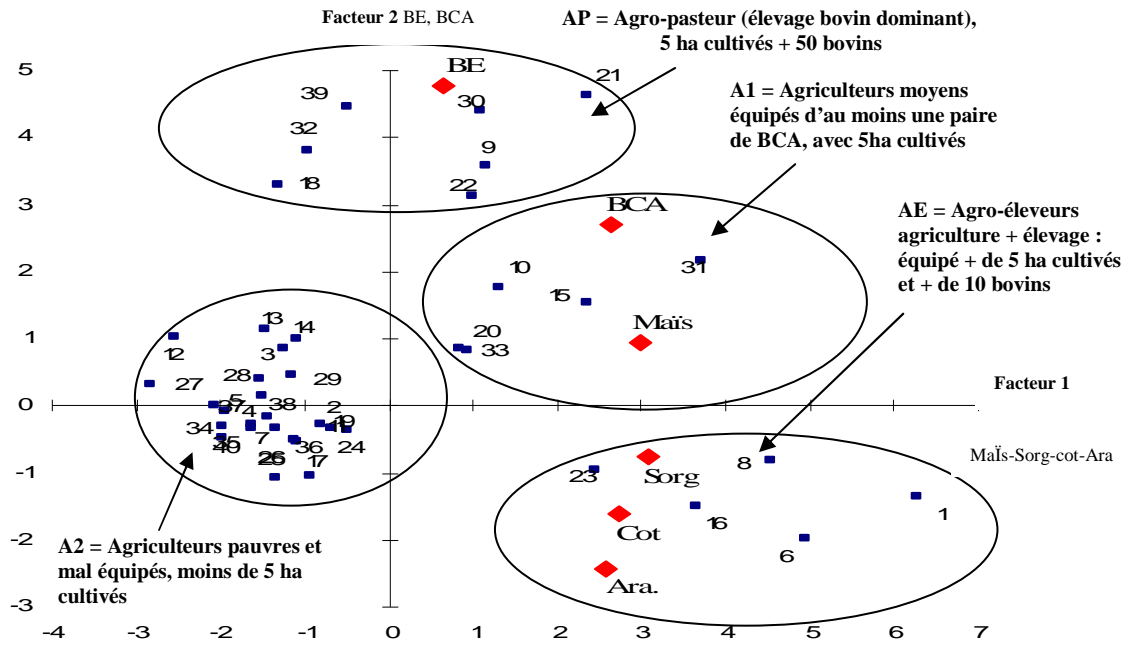 Facteur 2 BE, BCA
AP = Agro-pasteur (élevage bovin dominant),
5 ha cultivés + 50 bovins
A1 = Agriculteurs moyens
équipés d'au moins une paire
de BCA, avec 5ha cultivés
AE = Agro-éleveurs
agriculture + élevage :
équipé + de 5 ha cultivés
et + de 10 bovins
Facteur 1
MaÏs-Sorg-cot-Ara
A2 = Agriculteurs pauvres et
mal équipés, moins de 5 ha
cultivés
5
4
3
2
1
0
-1
-2
-3
-4
-3
-2
-1
0
1
2
3
4
5
6
7
BE
21
39
30
32
9
18
22
BCA
10
31
15
Maïs
20
33
13
14
12
3
28
29
27
5
38
2
4
34
7
36
24
17
23
Sorg
8
16
1
Cot
6
Ara.